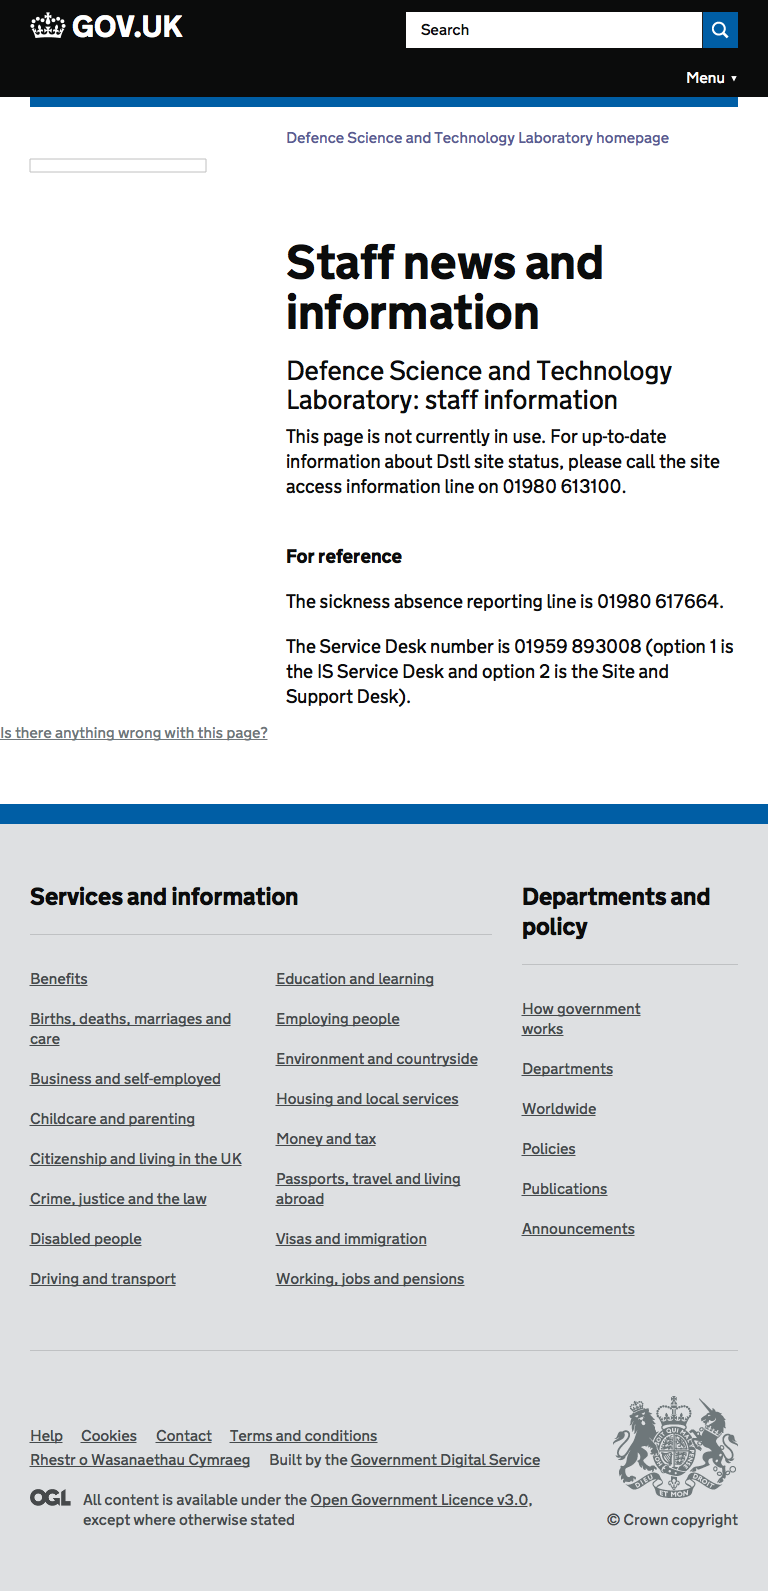 GOV.UK
Search
Menu ▼
Defence Science and Technology Laboratory homepage
Staff news and
information
Defence Science and Technology
Laboratory: staff information
This page is not currently in use. For up-to-date
information about Dstl site status, please call the site
access information line on 01980 613100.
For reference
The sickness absence reporting line is 01980 617664.
The Service Desk number is 01959 893008 (option 1 is
the IS Service Desk and option 2 is the Site and
Support Desk).
Is there anything wrong with this page?
Services and information
Benefits
Births, deaths, marriages and
care
Business and self-employed
Childcare and parenting
Citizenship and living in the UK
Crime, justice and the law
Disabled people
Driving and transport
Education and learning
Employing people
Environment and countryside
Housing and local services
Money and tax
Passports, travel and living
abroad
Visas and immigration
Working, jobs and pensions
Departments and
policy
How government
works
Departments
Worldwide
Policies
Publications
Announcements
Help Cookies Contact Terms and conditions
Rhestr o Wasanaethau Cymraeg Built by the Government Digital Service
OGL All content is available under the Open Government Licence v3.0,
except where otherwise stated
DIEU ET MON DROIT
© Crown copyright